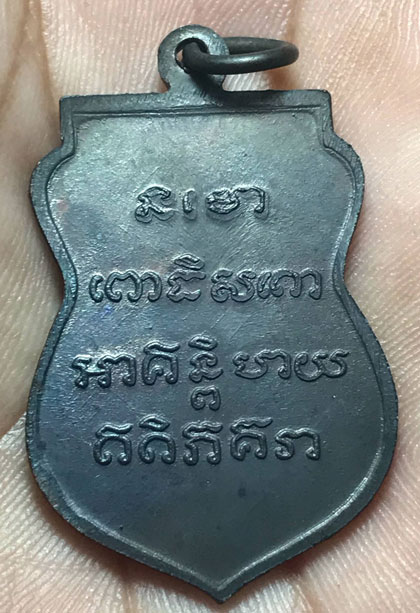 នមោ
ពោធិសតោ
អាគន្តិមាយ
ឥតិភគវា